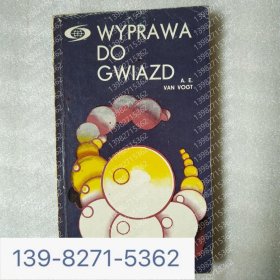 WYPRAWA
DO
GWIAZD
A. E.
VAN VOGT
139-8271-5362